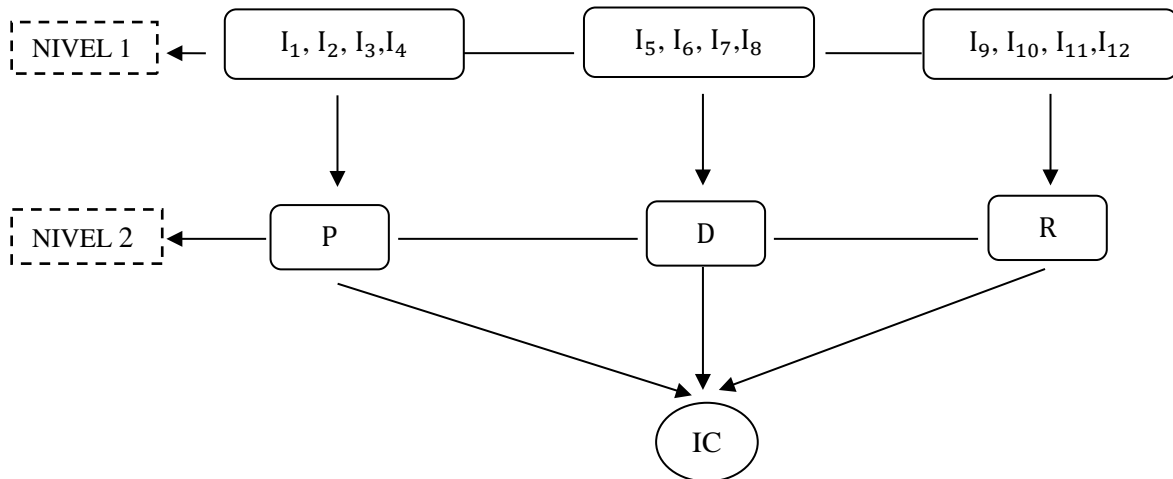 NIVEL 1
I₁, I₂, I₃,I₄
I₅, I₆, I₇,I₈
I₉, I₁₀, I₁₁,I₁₂
NIVEL 2
P
D
R
IC